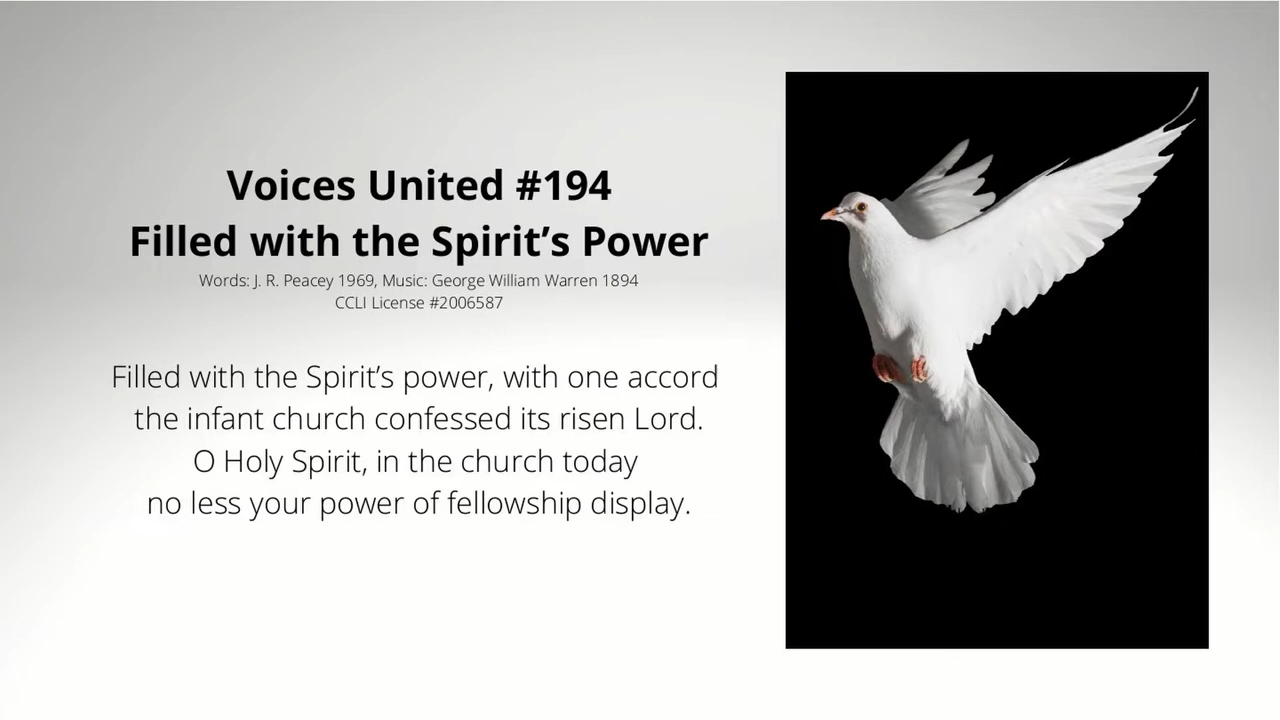 Voices United #194
Filled with the Spirit’s Power
Words: J. R. Peacey 1969, Music: George William Warren 1894
CCLI License #2006587
Filled with the Spirit’s power, with one accord
the infant church confessed its risen Lord.
O Holy Spirit, in the church today
no less your power of fellowship display.